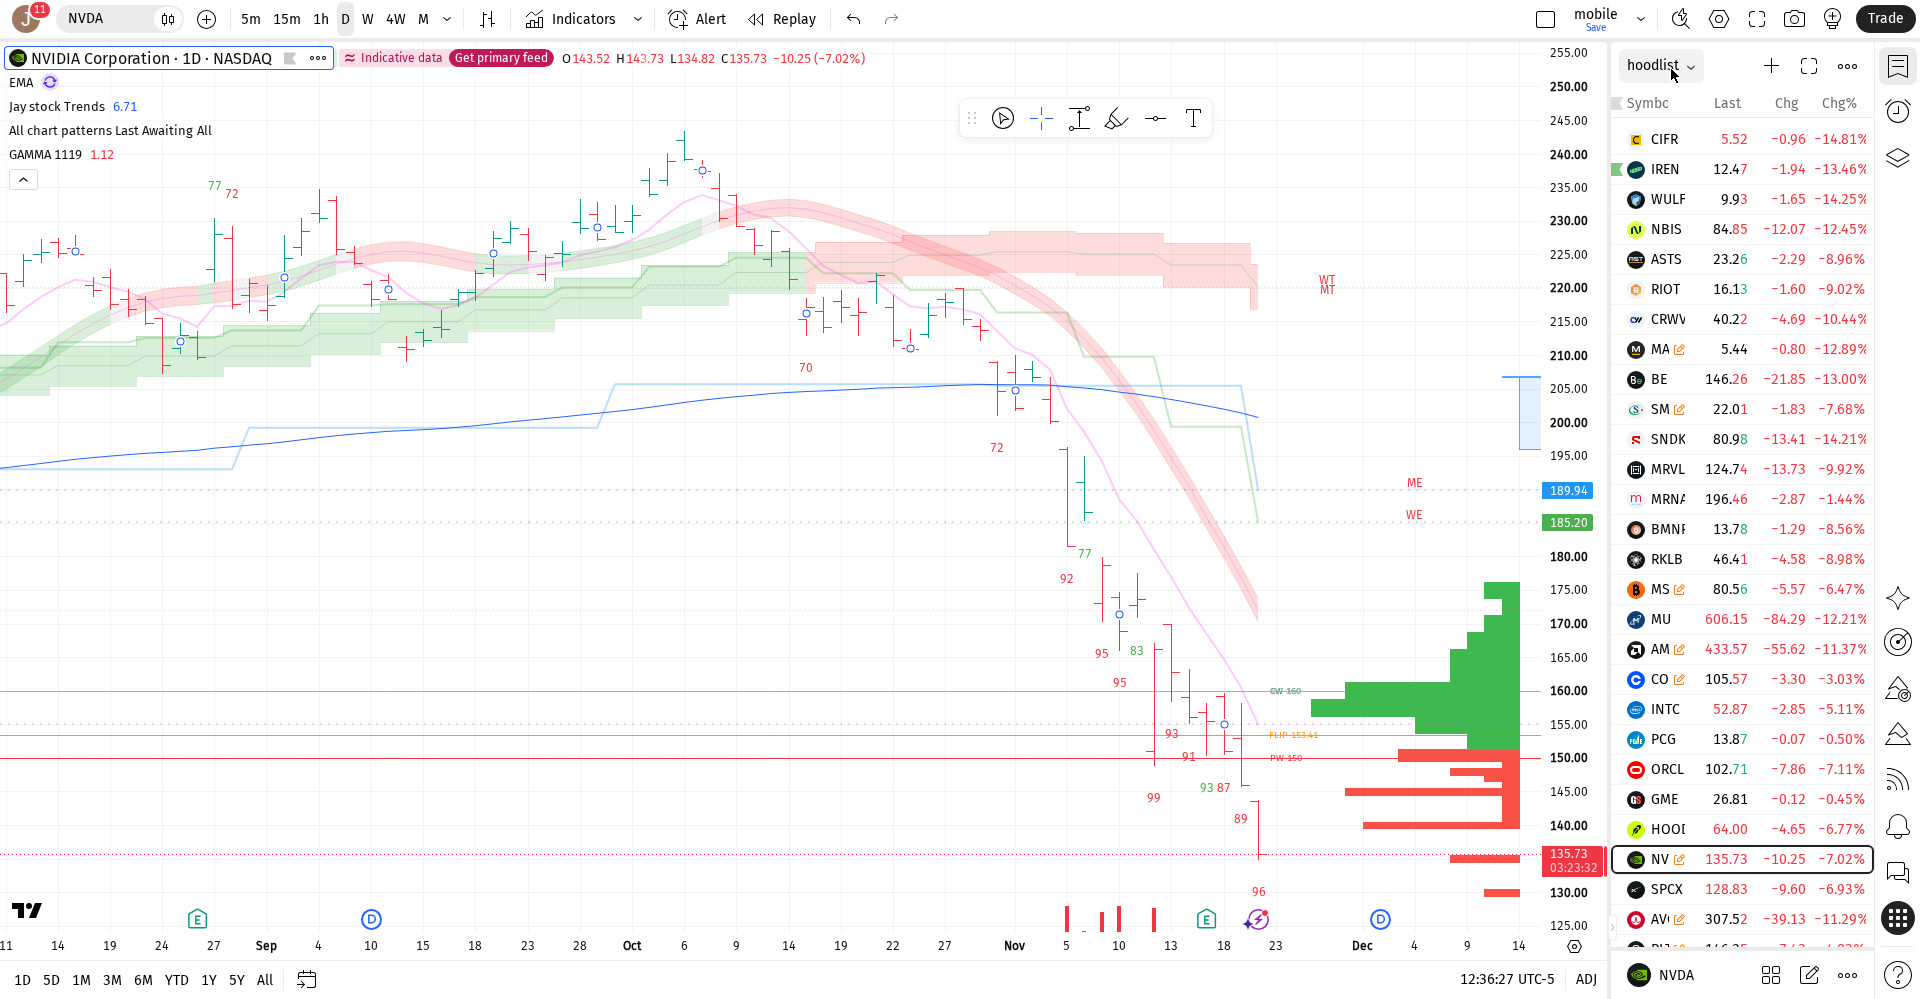 J 11 NVDA 5m 15m 1h D W 4W M Indicators Alert Replay mobile Save Trade
NVIDIA Corporation · 1D · NASDAQ Indicative data Get primary feed O143.52 H143.73 L134.82 C135.73 −10.25 (−7.02%)
EMA
Jay stock Trends 6.71
All chart patterns Last Awaiting All
GAMMA 1119 1.12
77
72
70
72
77
92
95
83
95
93
91
99
93 87
89
96
WT
MT
ME
WE
CW 160
FLIP 153.41
PW 150
255.00
250.00
245.00
240.00
235.00
230.00
225.00
220.00
215.00
210.00
205.00
200.00
195.00
189.94
185.20
180.00
175.00
170.00
165.00
160.00
155.00
150.00
145.00
140.00
135.73
03:23:32
130.00
125.00
E D E D
11 14 19 24 27 Sep 4 10 15 18 23 28 Oct 6 9 14 19 22 27 Nov 5 10 13 18 23 Dec 4 9 14
1D 5D 1M 3M 6M YTD 1Y 5Y All 12:36:27 UTC-5 ADJ
hoodlist
Symbc Last Chg Chg%
CIFR 5.52 −0.96 −14.81%
IREN 12.47 −1.94 −13.46%
WULF 9.93 −1.65 −14.25%
NBIS 84.85 −12.07 −12.45%
ASTS 23.26 −2.29 −8.96%
RIOT 16.13 −1.60 −9.02%
CRWV 40.22 −4.69 −10.44%
MA 5.44 −0.80 −12.89%
BE 146.26 −21.85 −13.00%
SM 22.01 −1.83 −7.68%
SNDK 80.98 −13.41 −14.21%
MRVL 124.74 −13.73 −9.92%
MRNA 196.46 −2.87 −1.44%
BMNR 13.78 −1.29 −8.56%
RKLB 46.41 −4.58 −8.98%
MS 80.56 −5.57 −6.47%
MU 606.15 −84.29 −12.21%
AM 433.57 −55.62 −11.37%
CO 105.57 −3.30 −3.03%
INTC 52.87 −2.85 −5.11%
PCG 13.87 −0.07 −0.50%
ORCL 102.71 −7.86 −7.11%
GME 26.81 −0.12 −0.45%
HOOD 64.00 −4.65 −6.77%
NV 135.73 −10.25 −7.02%
SPCX 128.83 −9.60 −6.93%
AVG 307.52 −39.13 −11.29%
NVDA